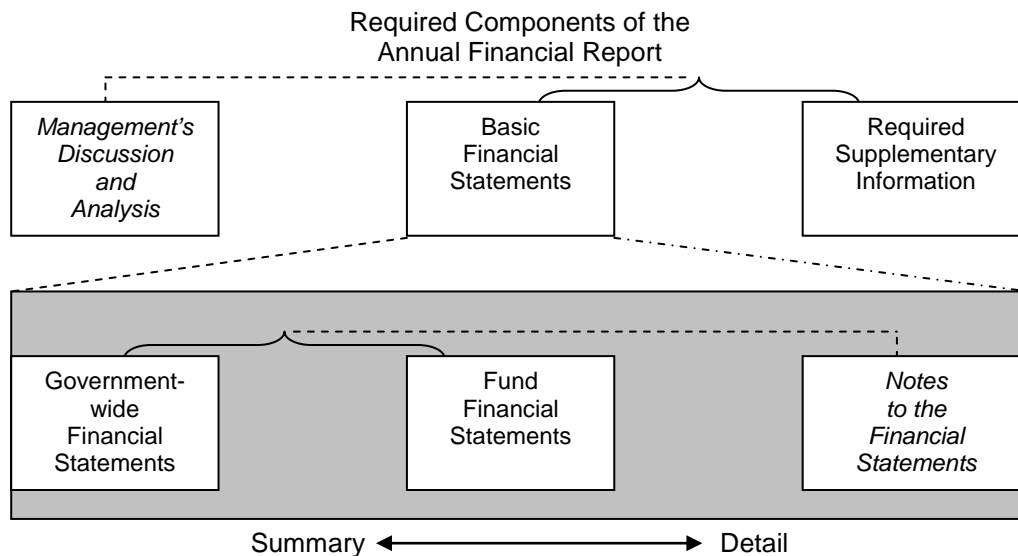 Required Components of the
Annual Financial Report
Management's
Discussion
and
Analysis
Basic
Financial
Statements
Required
Supplementary
Information
Government-
wide
Financial
Statements
Fund
Financial
Statements
Notes
to the
Financial
Statements
Summary
Detail